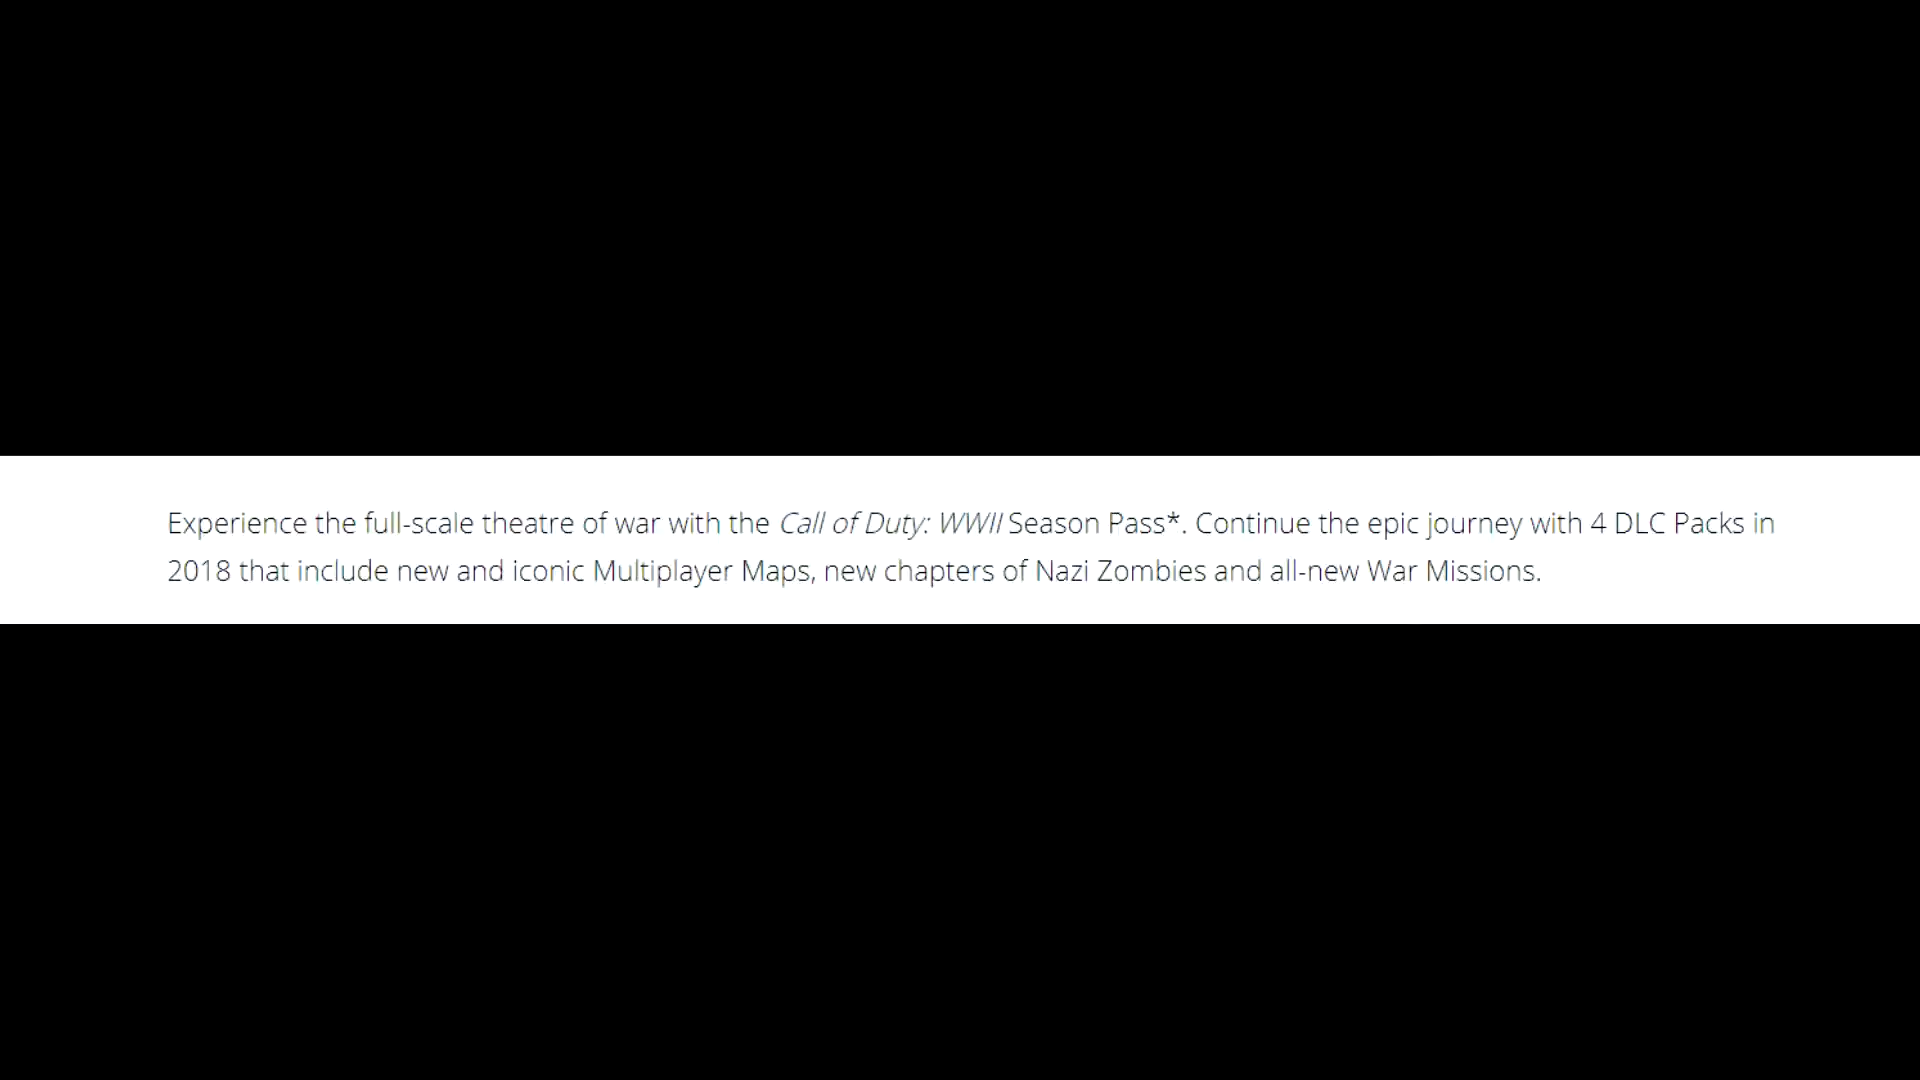 Experience the full-scale theatre of war with the Call of Duty: WWII Season Pass*. Continue the epic journey with 4 DLC Packs in
2018 that include new and iconic Multiplayer Maps, new chapters of Nazi Zombies and all-new War Missions.